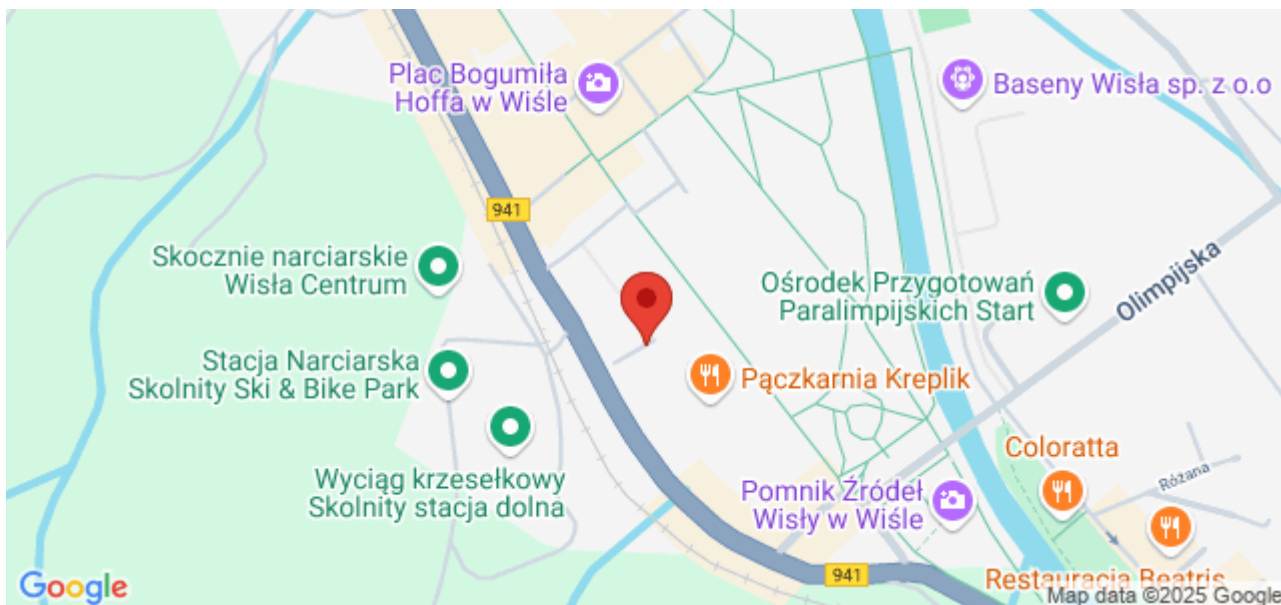 Plac Bogumiła
Hoffa w Wiśle
Baseny Wisła sp. z o.o
941
Skocznie narciarskie
Wisła Centrum
Ośrodek Przygotowań
Paralimpijskich Start
Olimpijska
Stacja Narciarska
Skolnity Ski & Bike Park
Pączkarnia Kreplik
Wyciąg krzesełkowy
Skolnity stacja dolna
Pomnik Źródeł
Wisły w Wiśle
Coloratta
Różana
941
Restauracja Beatris
Google
Map data ©2025 Google